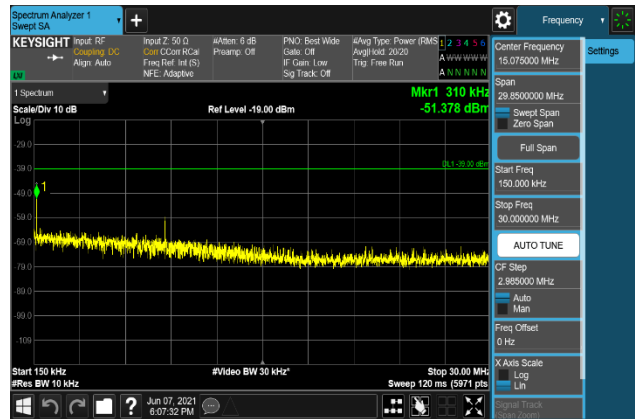 Spectrum Analyzer 1
Swept SA
Frequency
KEYSIGHT
Input: RF
Coupling: DC
Align: Auto
Input Z: 50 Ω
Corr CCorr RCal
Freq Ref: Int (S)
NFE: Adaptive
#Atten: 6 dB
Preamp: Off
PNO: Best Wide
Gate: Off
IF Gain: Low
Sig Track: Off
#Avg Type: Power (RMS
Avg|Hold: 20/20
Trig: Free Run
1 2 3 4 5 6
A W W W W W
A N N N N N
LW
1 Spectrum
Scale/Div 10 dB
Log
Ref Level -19.00 dBm
Mkr1 310 kHz
-51.378 dBm
-29.0
-39.0
-49.0
-59.0
-69.0
-79.0
-89.0
-99.0
-109
DL1 -39.00 dBm
1
Start 150 kHz
#Res BW 10 kHz
#Video BW 30 kHz*
Stop 30.00 MHz
Sweep 120 ms (5971 pts)
Center Frequency
15.075000 MHz
Settings
Span
29.8500000 MHz
Swept Span
Zero Span
Full Span
Start Freq
150.000 kHz
Stop Freq
30.000000 MHz
AUTO TUNE
CF Step
2.985000 MHz
Auto
Man
Freq Offset
0 Hz
X Axis Scale
Log
Lin
Signal Track
(Span Zoom)
?
Jun 07, 2021
6:07:32 PM